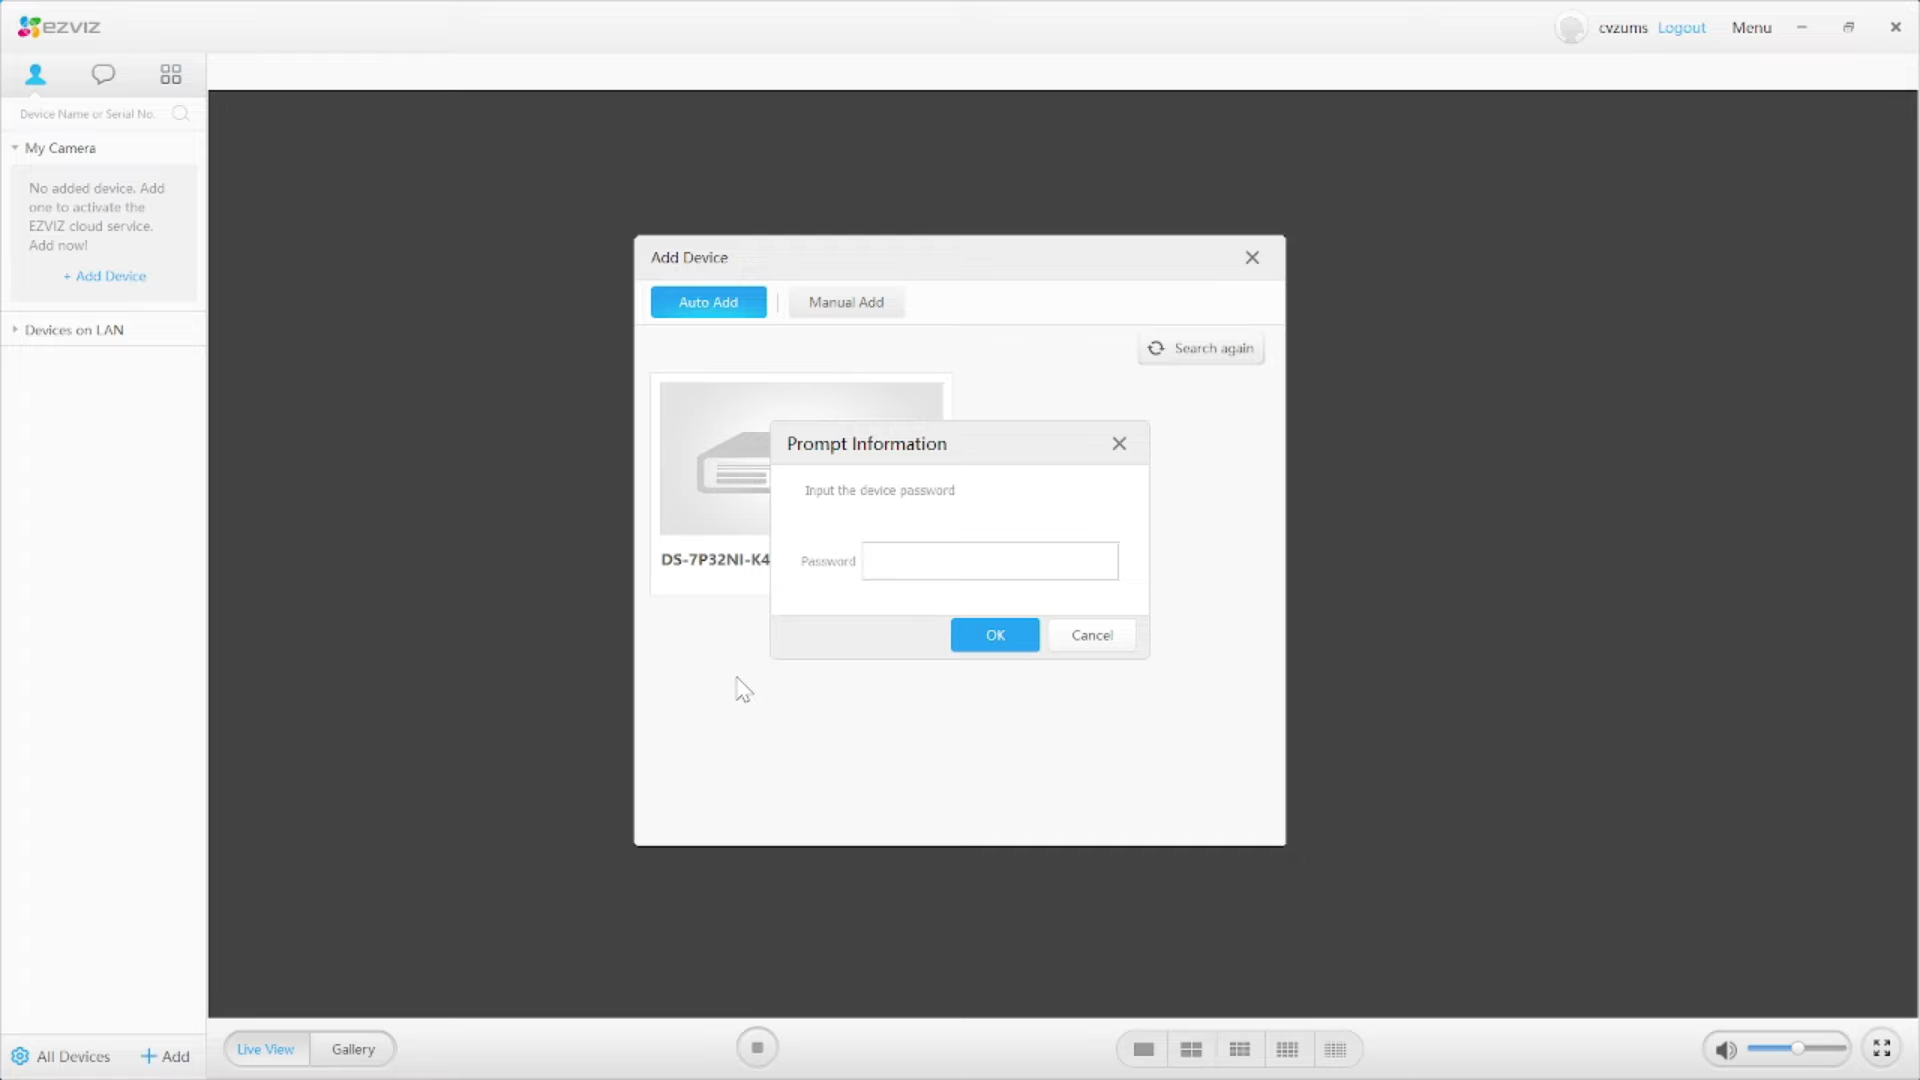 ezviz
cvzums Logout Menu
Device Name or Serial No.
My Camera
No added device. Add
one to activate the
EZVIZ cloud service.
Add now!
+ Add Device
Devices on LAN
Add Device
Auto Add
Manual Add
Search again
DS-7P32NI-K4
Prompt Information
Input the device password
Password
OK
Cancel
All Devices
+ Add
Live View
Gallery